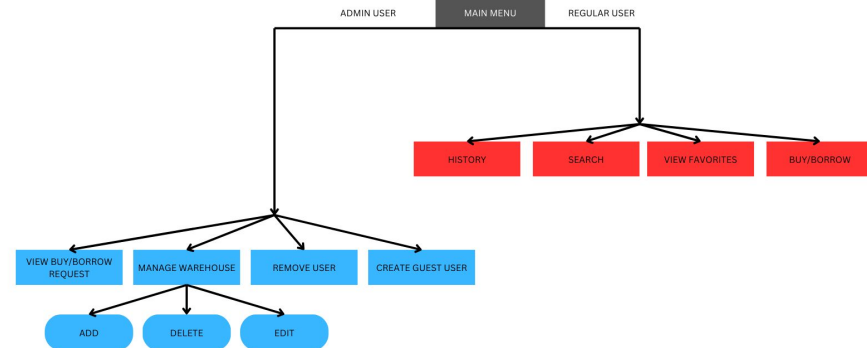 ADMIN USER
MAIN MENU
REGULAR USER
HISTORY
SEARCH
VIEW FAVORITES
BUY/BORROW
VIEW BUY/BORROW
REQUEST
MANAGE WAREHOUSE
REMOVE USER
CREATE GUEST USER
ADD
DELETE
EDIT